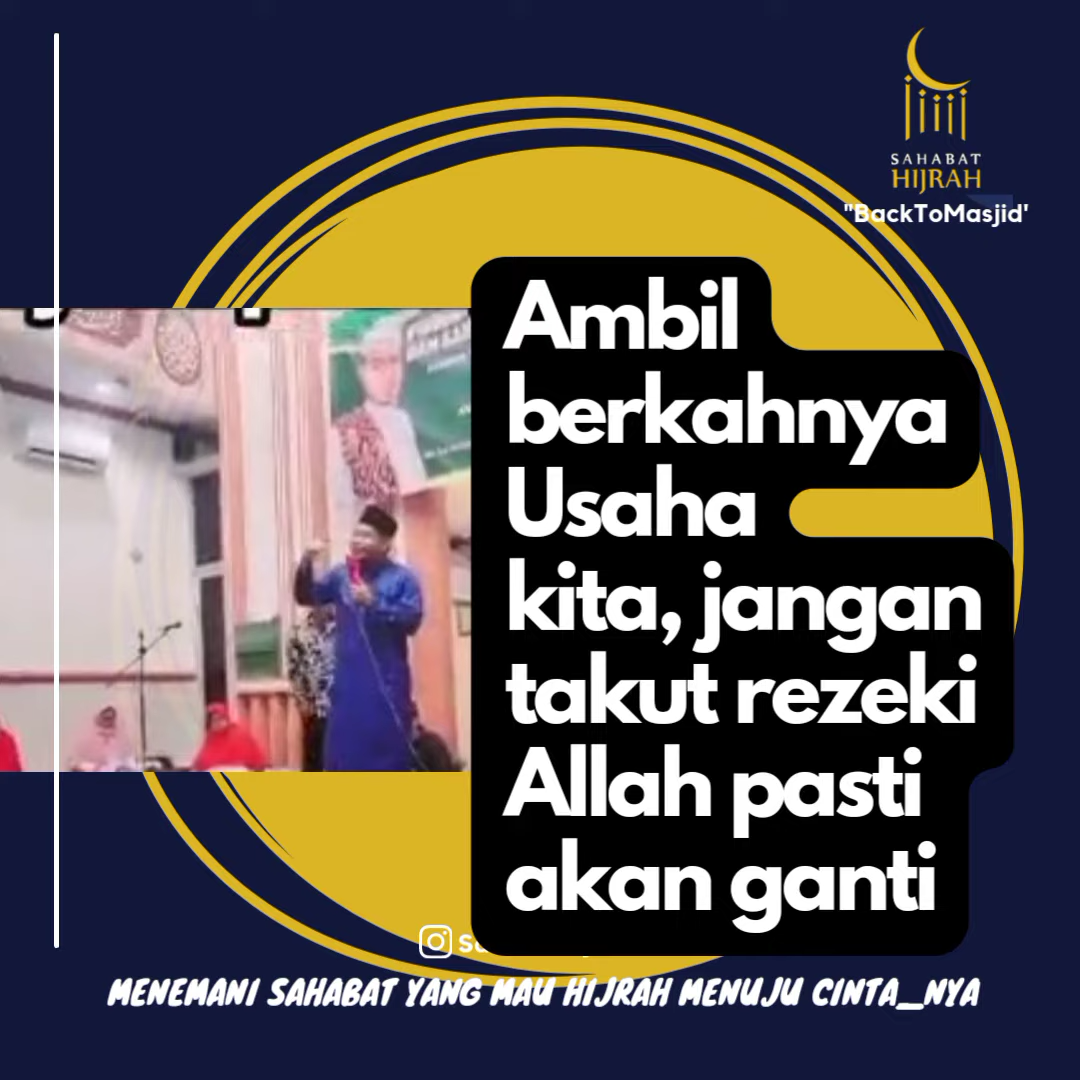 SAHABAT
HIJRAH
"BackToMasjid'
Ambil
berkahnya
Usaha
kita, jangan
takut rezeki
Allah pasti
akan ganti
MENEMANI SAHABAT YANG MAU HIJRAH MENUJU CINTA_NYA